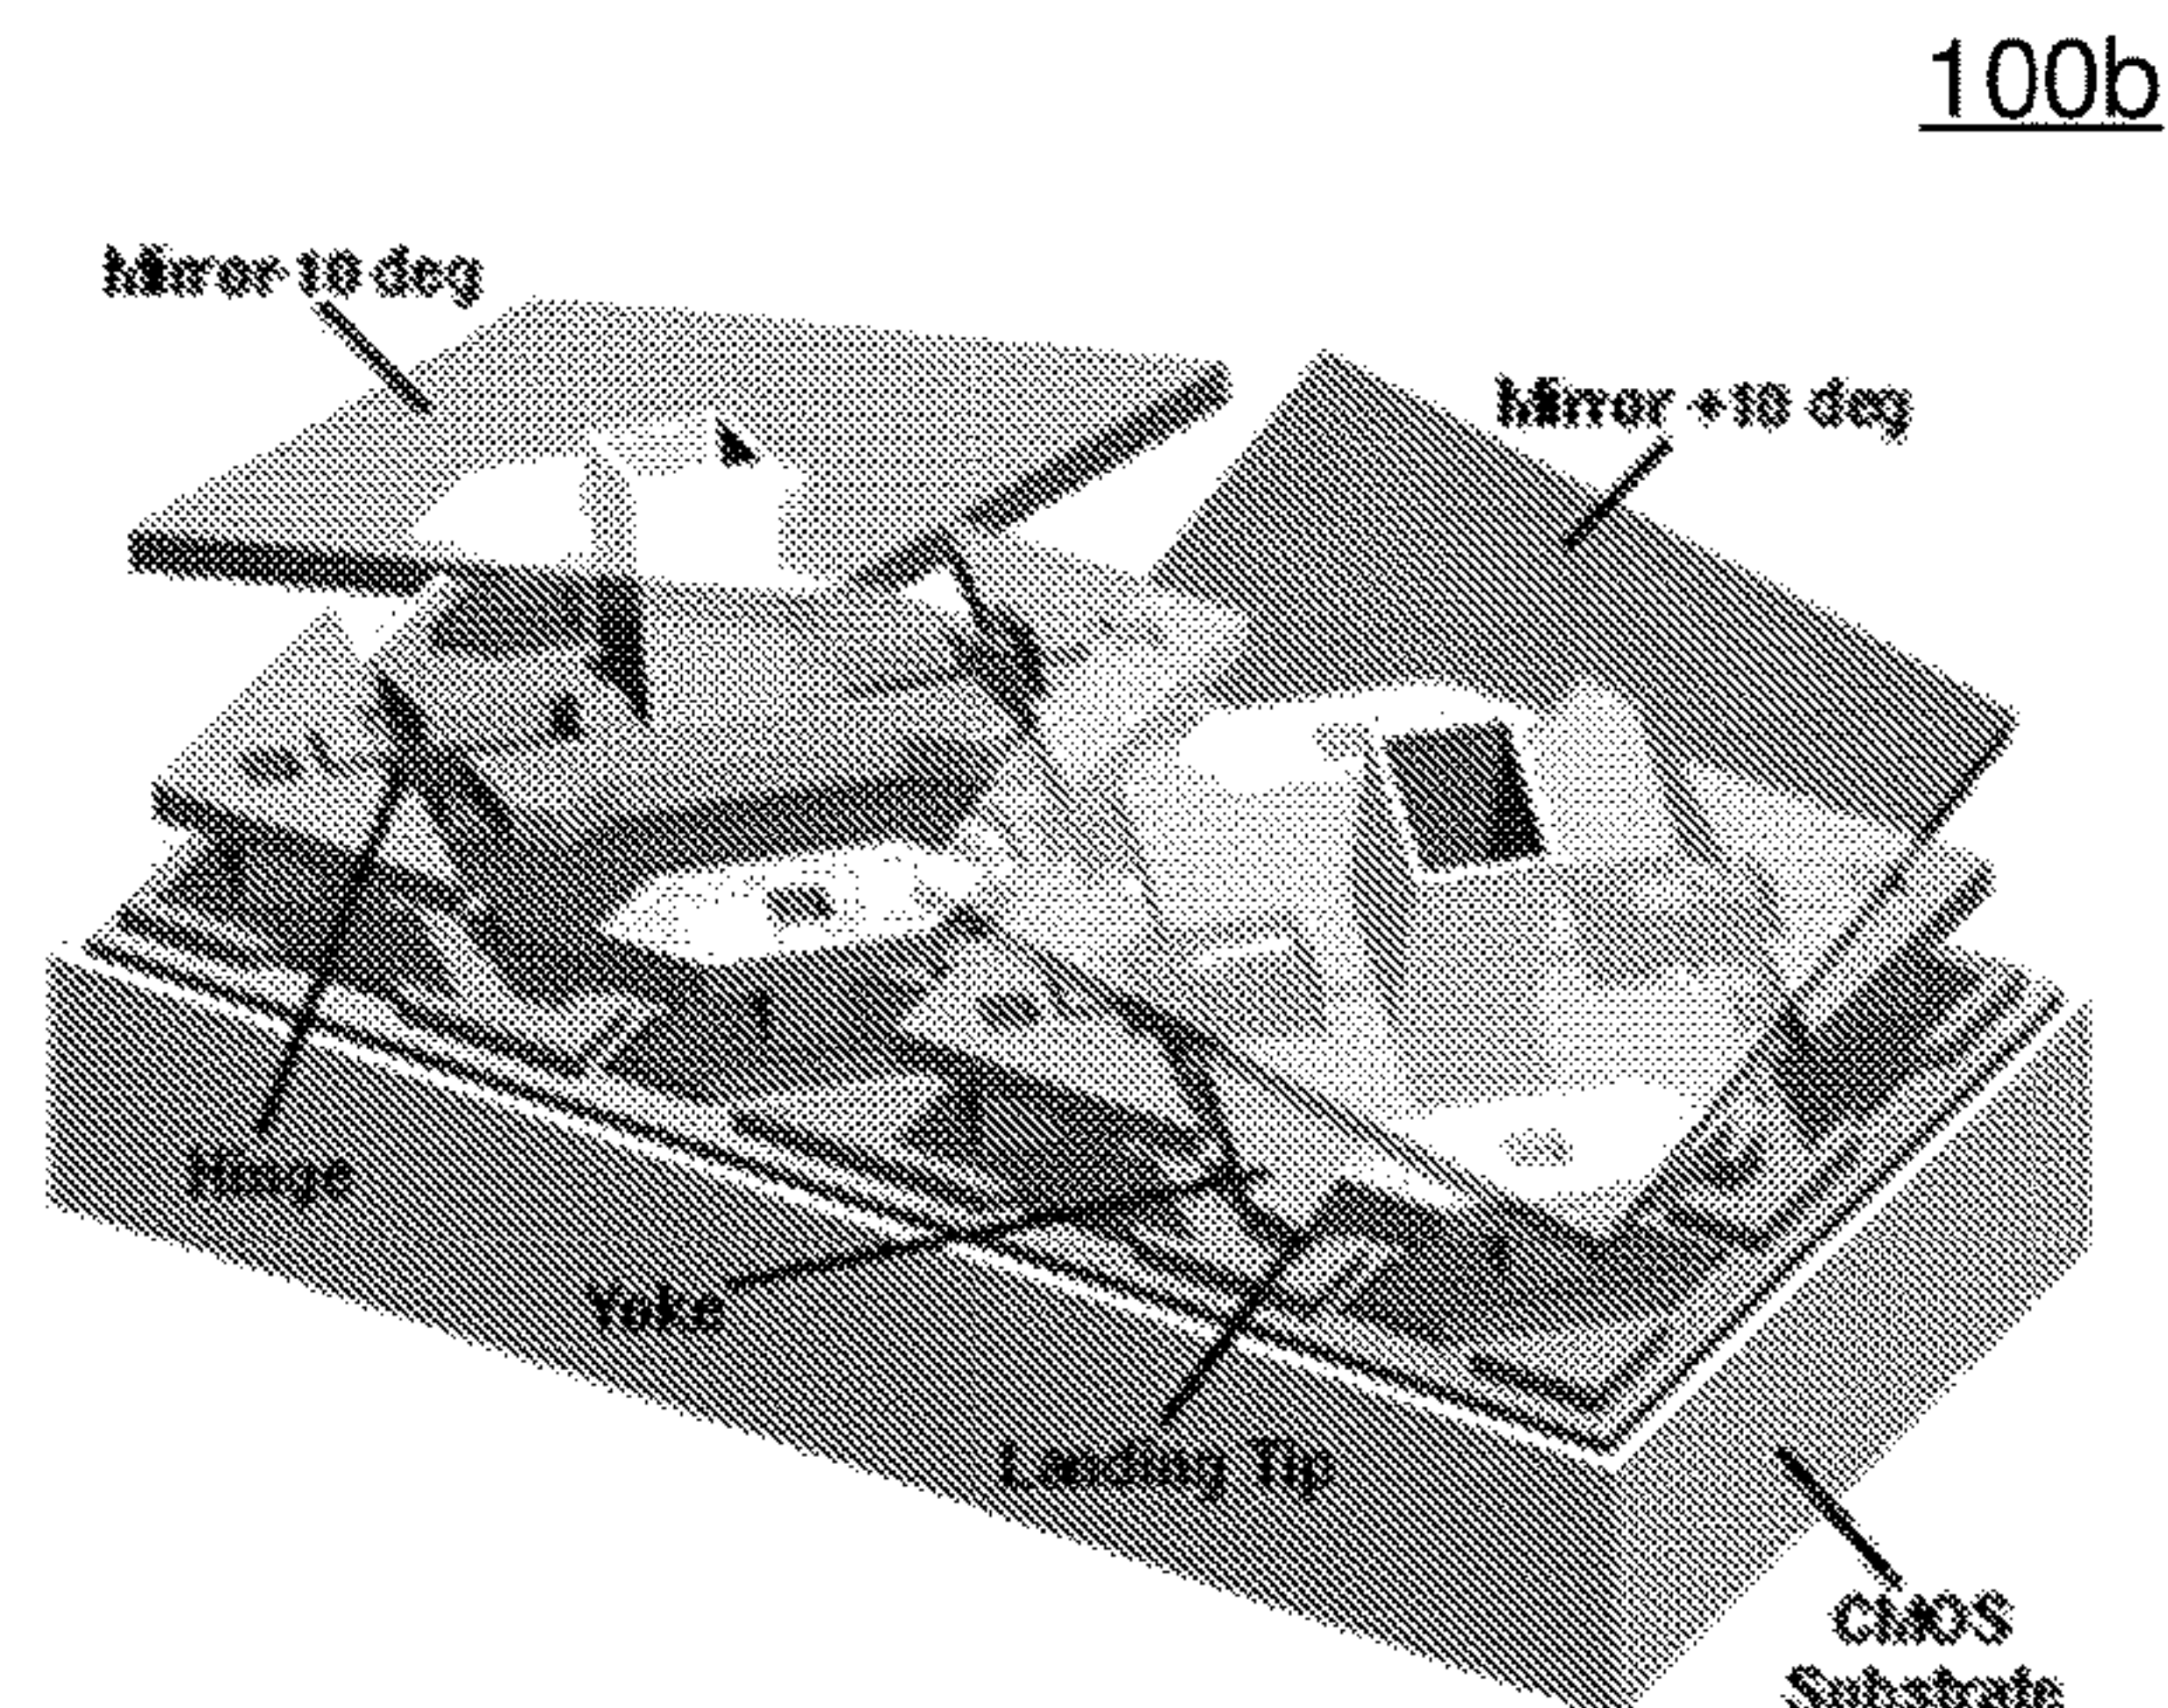 100b
Mirror-10 deg
Mirror +10 deg
Hinge
Yoke
Landing Tip
CMOS
Substrate